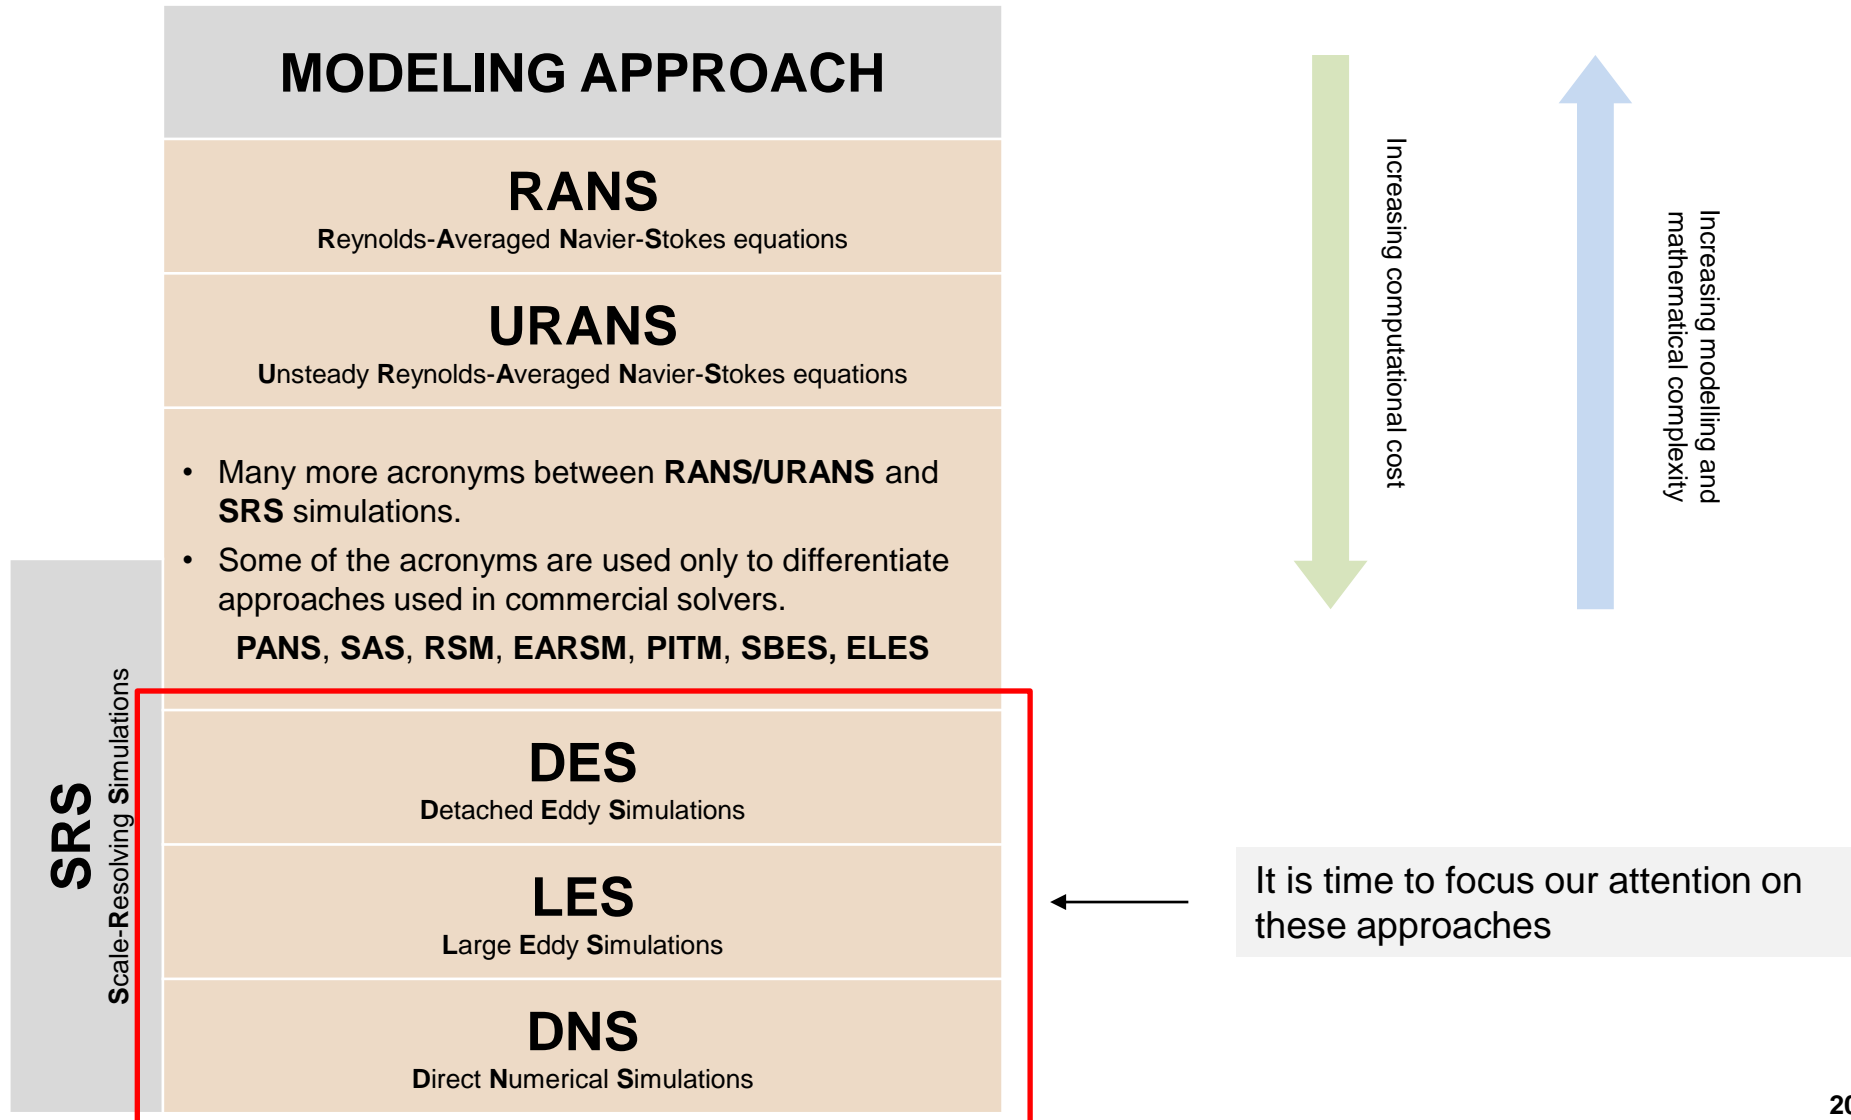 MODELING APPROACH
RANS
Reynolds-Averaged Navier-Stokes equations
URANS
Unsteady Reynolds-Averaged Navier-Stokes equations
• Many more acronyms between RANS/URANS and
SRS simulations.
• Some of the acronyms are used only to differentiate
approaches used in commercial solvers.
PANS, SAS, RSM, EARSM, PITM, SBES, ELES
SRS
Scale-Resolving Simulations
DES
Detached Eddy Simulations
LES
Large Eddy Simulations
DNS
Direct Numerical Simulations
Increasing computational cost
Increasing modelling and
mathematical complexity
It is time to focus our attention on
these approaches